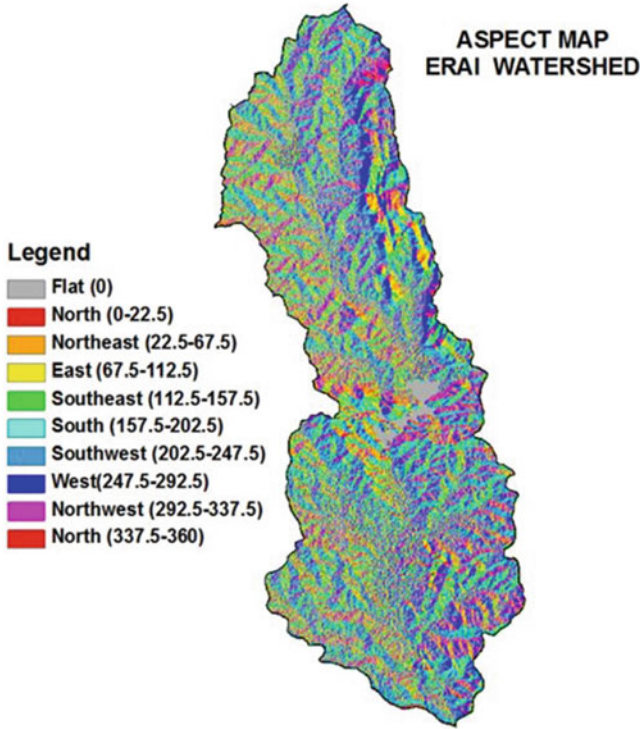 ASPECT MAP
ERAI WATERSHED
Legend
Flat (0)
North (0-22.5)
Northeast (22.5-67.5)
East (67.5-112.5)
Southeast (112.5-157.5)
South (157.5-202.5)
Southwest (202.5-247.5)
West(247.5-292.5)
Northwest (292.5-337.5)
North (337.5-360)